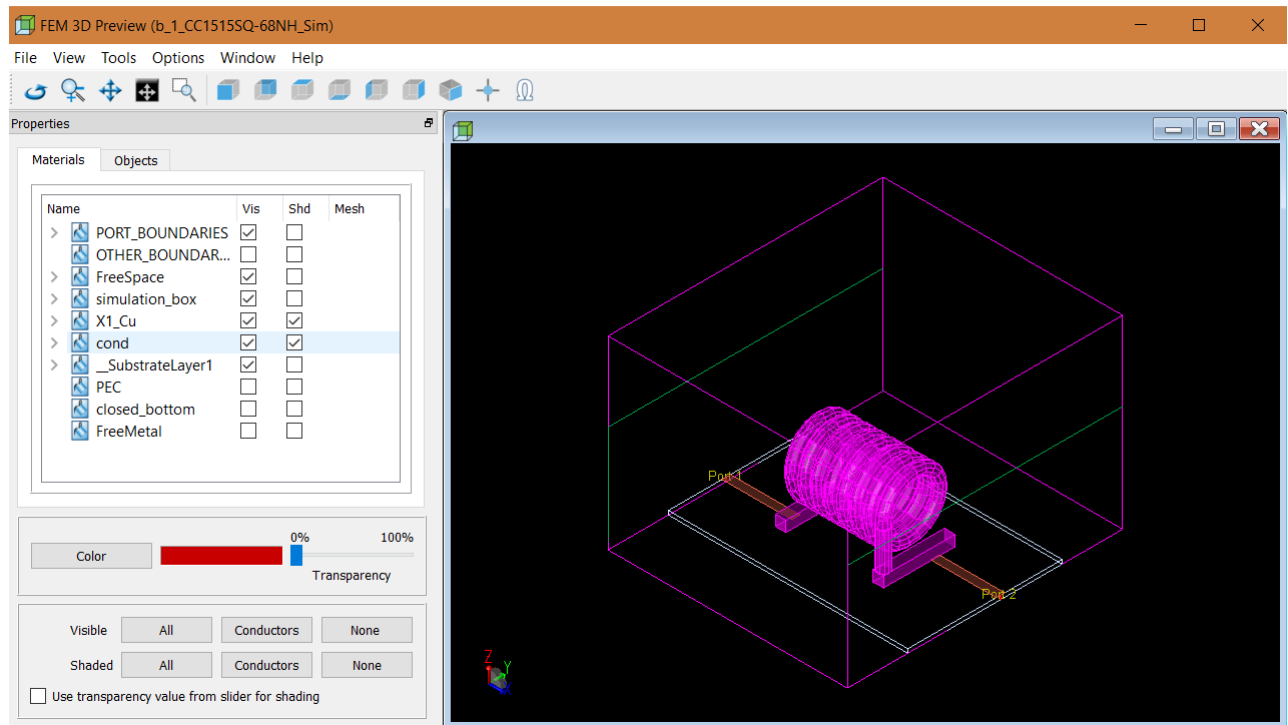 FEM 3D Preview (b_1_CC1515SQ-68NH_Sim)
File View Tools Options Window Help
Properties
Materials Objects
Name Vis Shd Mesh
PORT_BOUNDARIES
OTHER_BOUNDAR...
FreeSpace
simulation_box
X1_Cu
cond
__SubstrateLayer1
PEC
closed_bottom
FreeMetal
0% 100%
Color
Transparency
Visible All Conductors None
Shaded All Conductors None
Use transparency value from slider for shading
Port 1
Port 2
Z
Y
X